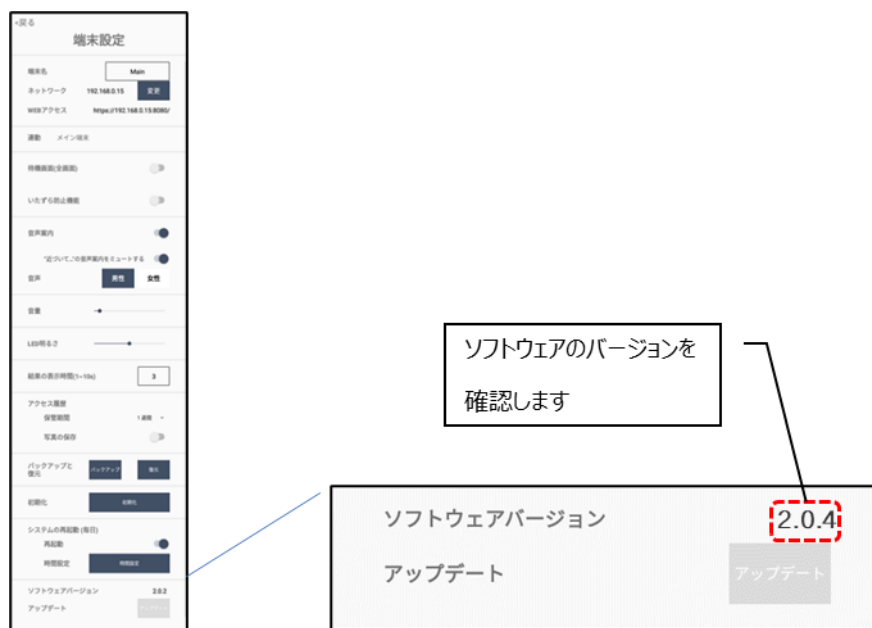 <戻る
端末設定
端末名 Main
ネットワーク 192.168.0.15 変更
WEBアクセス https://192.168.0.15:8080/
連動 メイン端末
待機画面(全画面)
いたずら防止機能
音声案内
"近づいて..."の音声案内をミュートする
音声 男性 女性
音量
LED明るさ
結果の表示時間(1~10s) 3
アクセス履歴
保管期間 1週間
写真の保存
バックアップと
復元 バックアップ 復元
初期化 初期化
システムの再起動 (毎日)
再起動
時間設定 時間設定
ソフトウェアバージョン 2.0.2
アップデート アップデート
ソフトウェアのバージョンを
確認します
ソフトウェアバージョン 2.0.4
アップデート アップデート